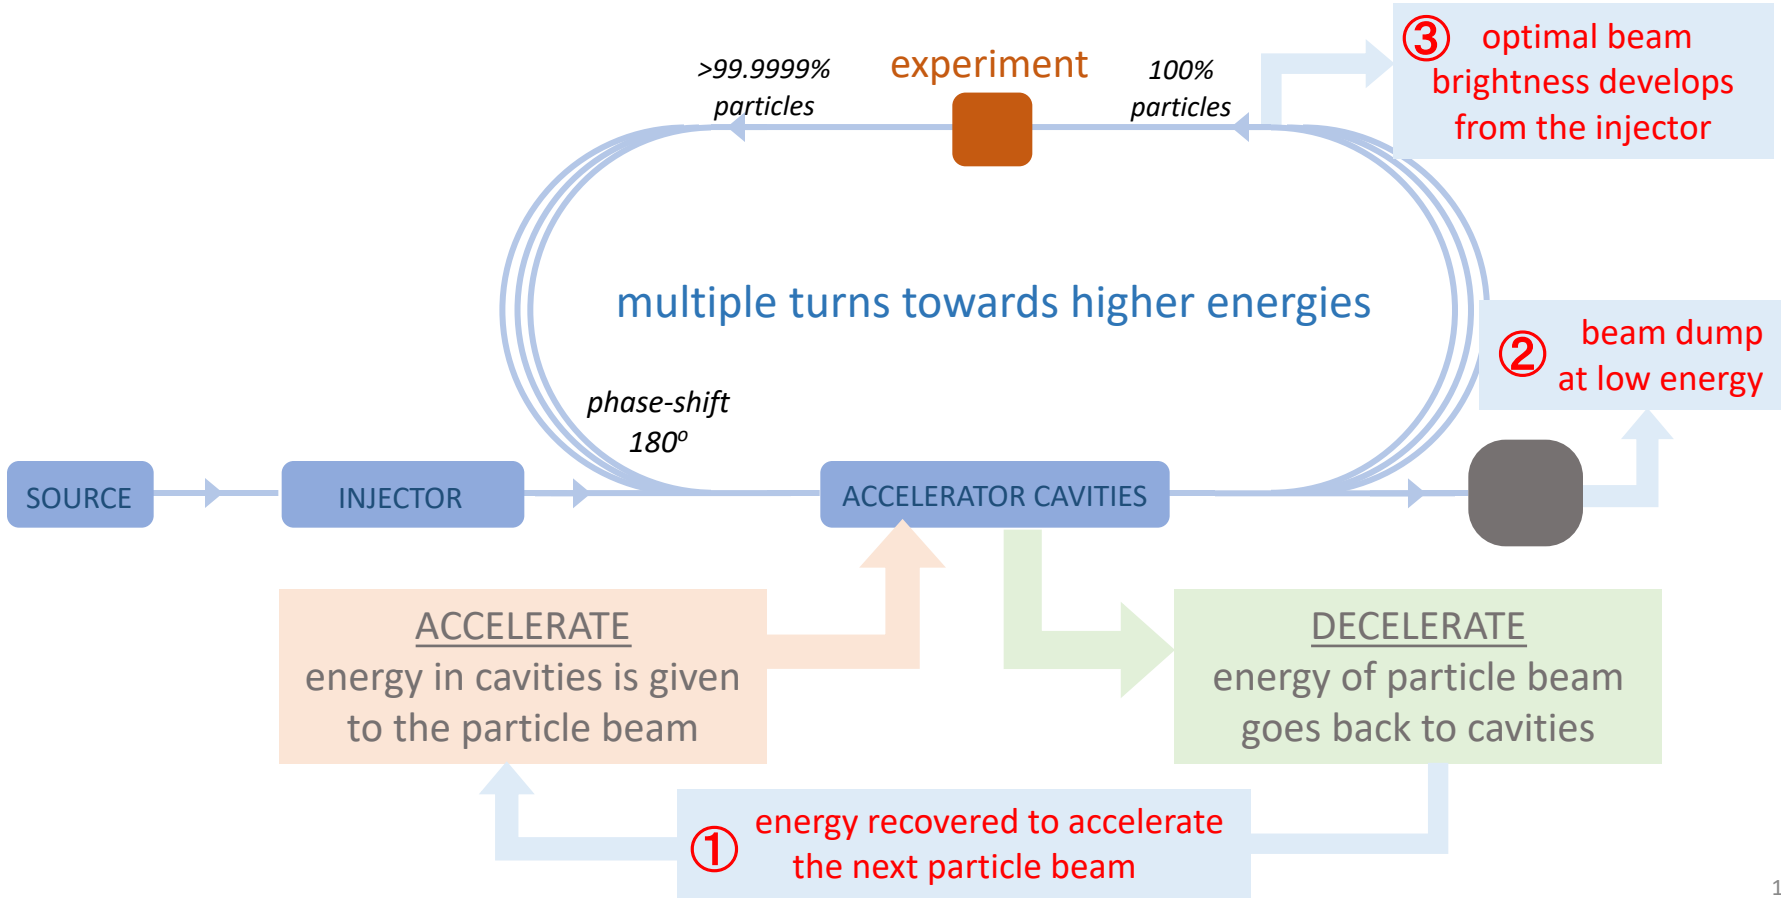 ③ optimal beam
brightness develops
from the injector
>99.9999%
particles
experiment
100%
particles
multiple turns towards higher energies
② beam dump
at low energy
phase-shift
180º
SOURCE
INJECTOR
ACCELERATOR CAVITIES
ACCELERATE
energy in cavities is given
to the particle beam
DECELERATE
energy of particle beam
goes back to cavities
① energy recovered to accelerate
the next particle beam
1